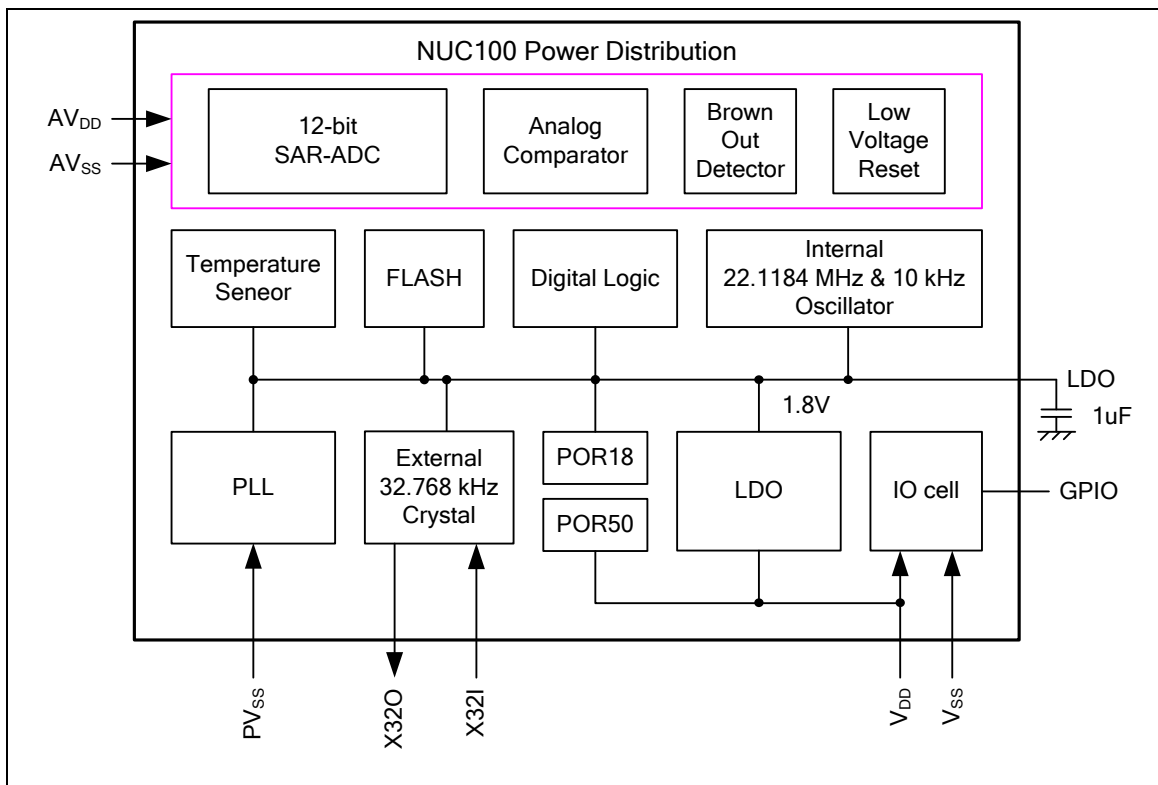 NUC100 Power Distribution
AVDD
AVSS
12-bit
SAR-ADC
Analog
Comparator
Brown
Out
Detector
Low
Voltage
Reset
Temperature
Seneor
FLASH
Digital Logic
Internal
22.1184 MHz & 10 kHz
Oscillator
LDO
1.8V
1uF
PLL
External
32.768 kHz
Crystal
POR18
POR50
LDO
IO cell
GPIO
PVSS
X32O
X32I
VDD
VSS